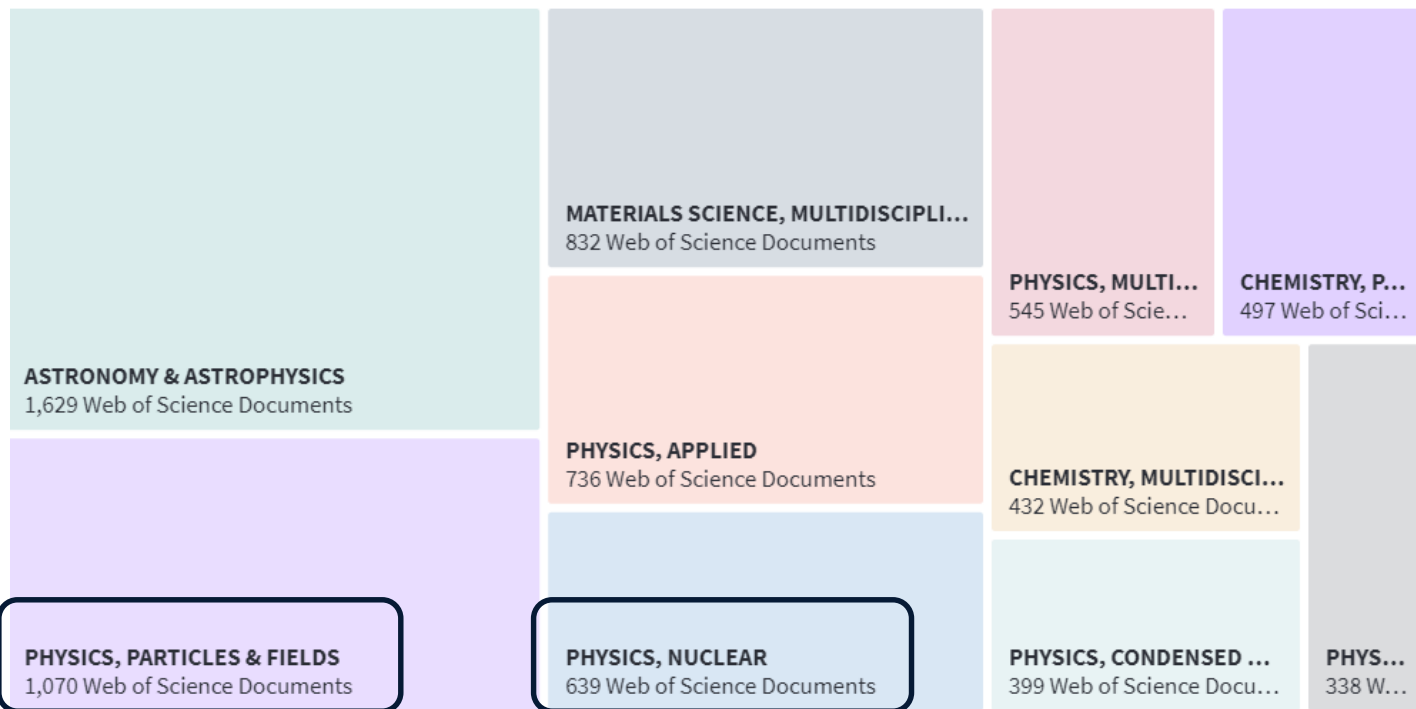 ASTRONOMY & ASTROPHYSICS
1,629 Web of Science Documents
PHYSICS, PARTICLES & FIELDS
1,070 Web of Science Documents
MATERIALS SCIENCE, MULTIDISCIPLI...
832 Web of Science Documents
PHYSICS, APPLIED
736 Web of Science Documents
PHYSICS, NUCLEAR
639 Web of Science Documents
PHYSICS, MULTI...
545 Web of Scie...
CHEMISTRY, P...
497 Web of Sci...
CHEMISTRY, MULTIDISCI...
432 Web of Science Docu...
PHYSICS, CONDENSED ...
399 Web of Science Docu...
PHYS...
338 W...